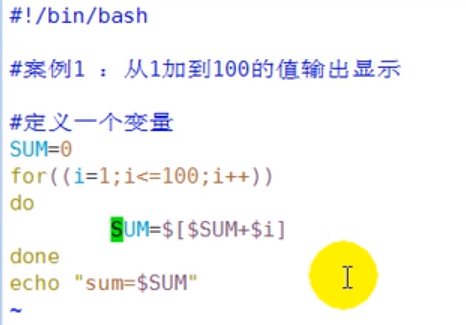 #!/bin/bash
#案例1 ：从1加到100的值输出显示
#定义一个变量
SUM=0
for((i=1;i<=100;i++))
do
SUM=$[$SUM+$i]
done
echo "sum=$SUM"
~